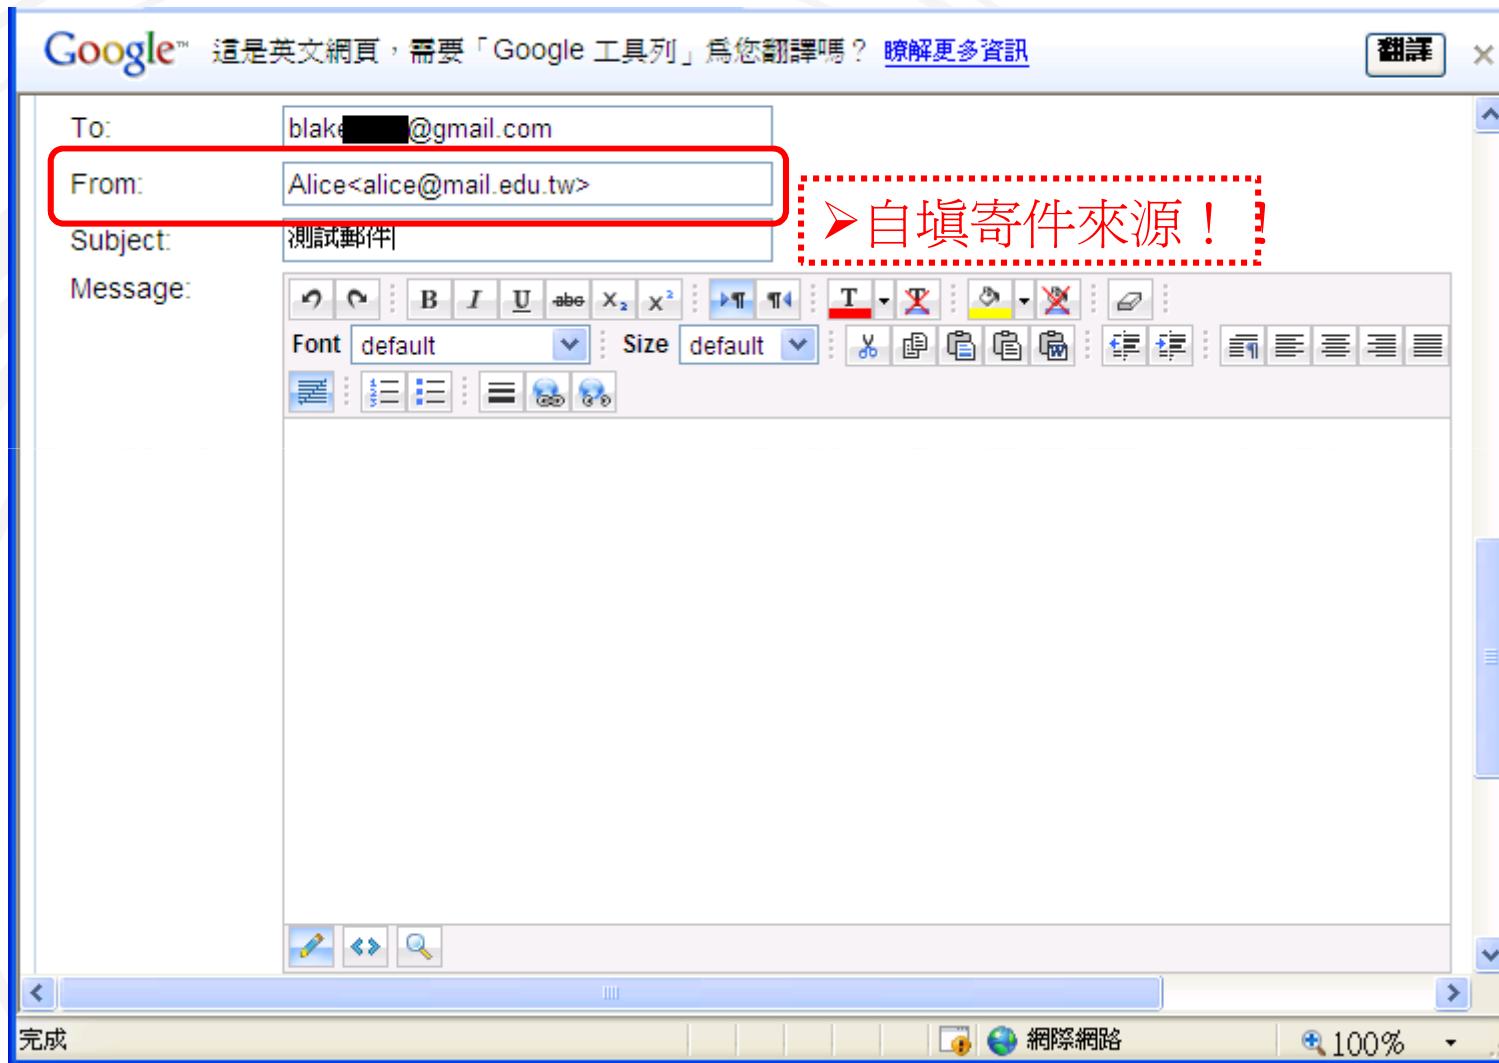 Google™ 這是英文網頁，需要「Google 工具列」為您翻譯嗎？ 瞭解更多資訊 翻譯
To: blake @gmail.com
From: Alice<alice@mail.edu.tw>
➢自填寄件來源！！
Subject: 測試郵件
Message:
B I U abc X₂ X² T T
Font default Size default
完成 網際網路 100%